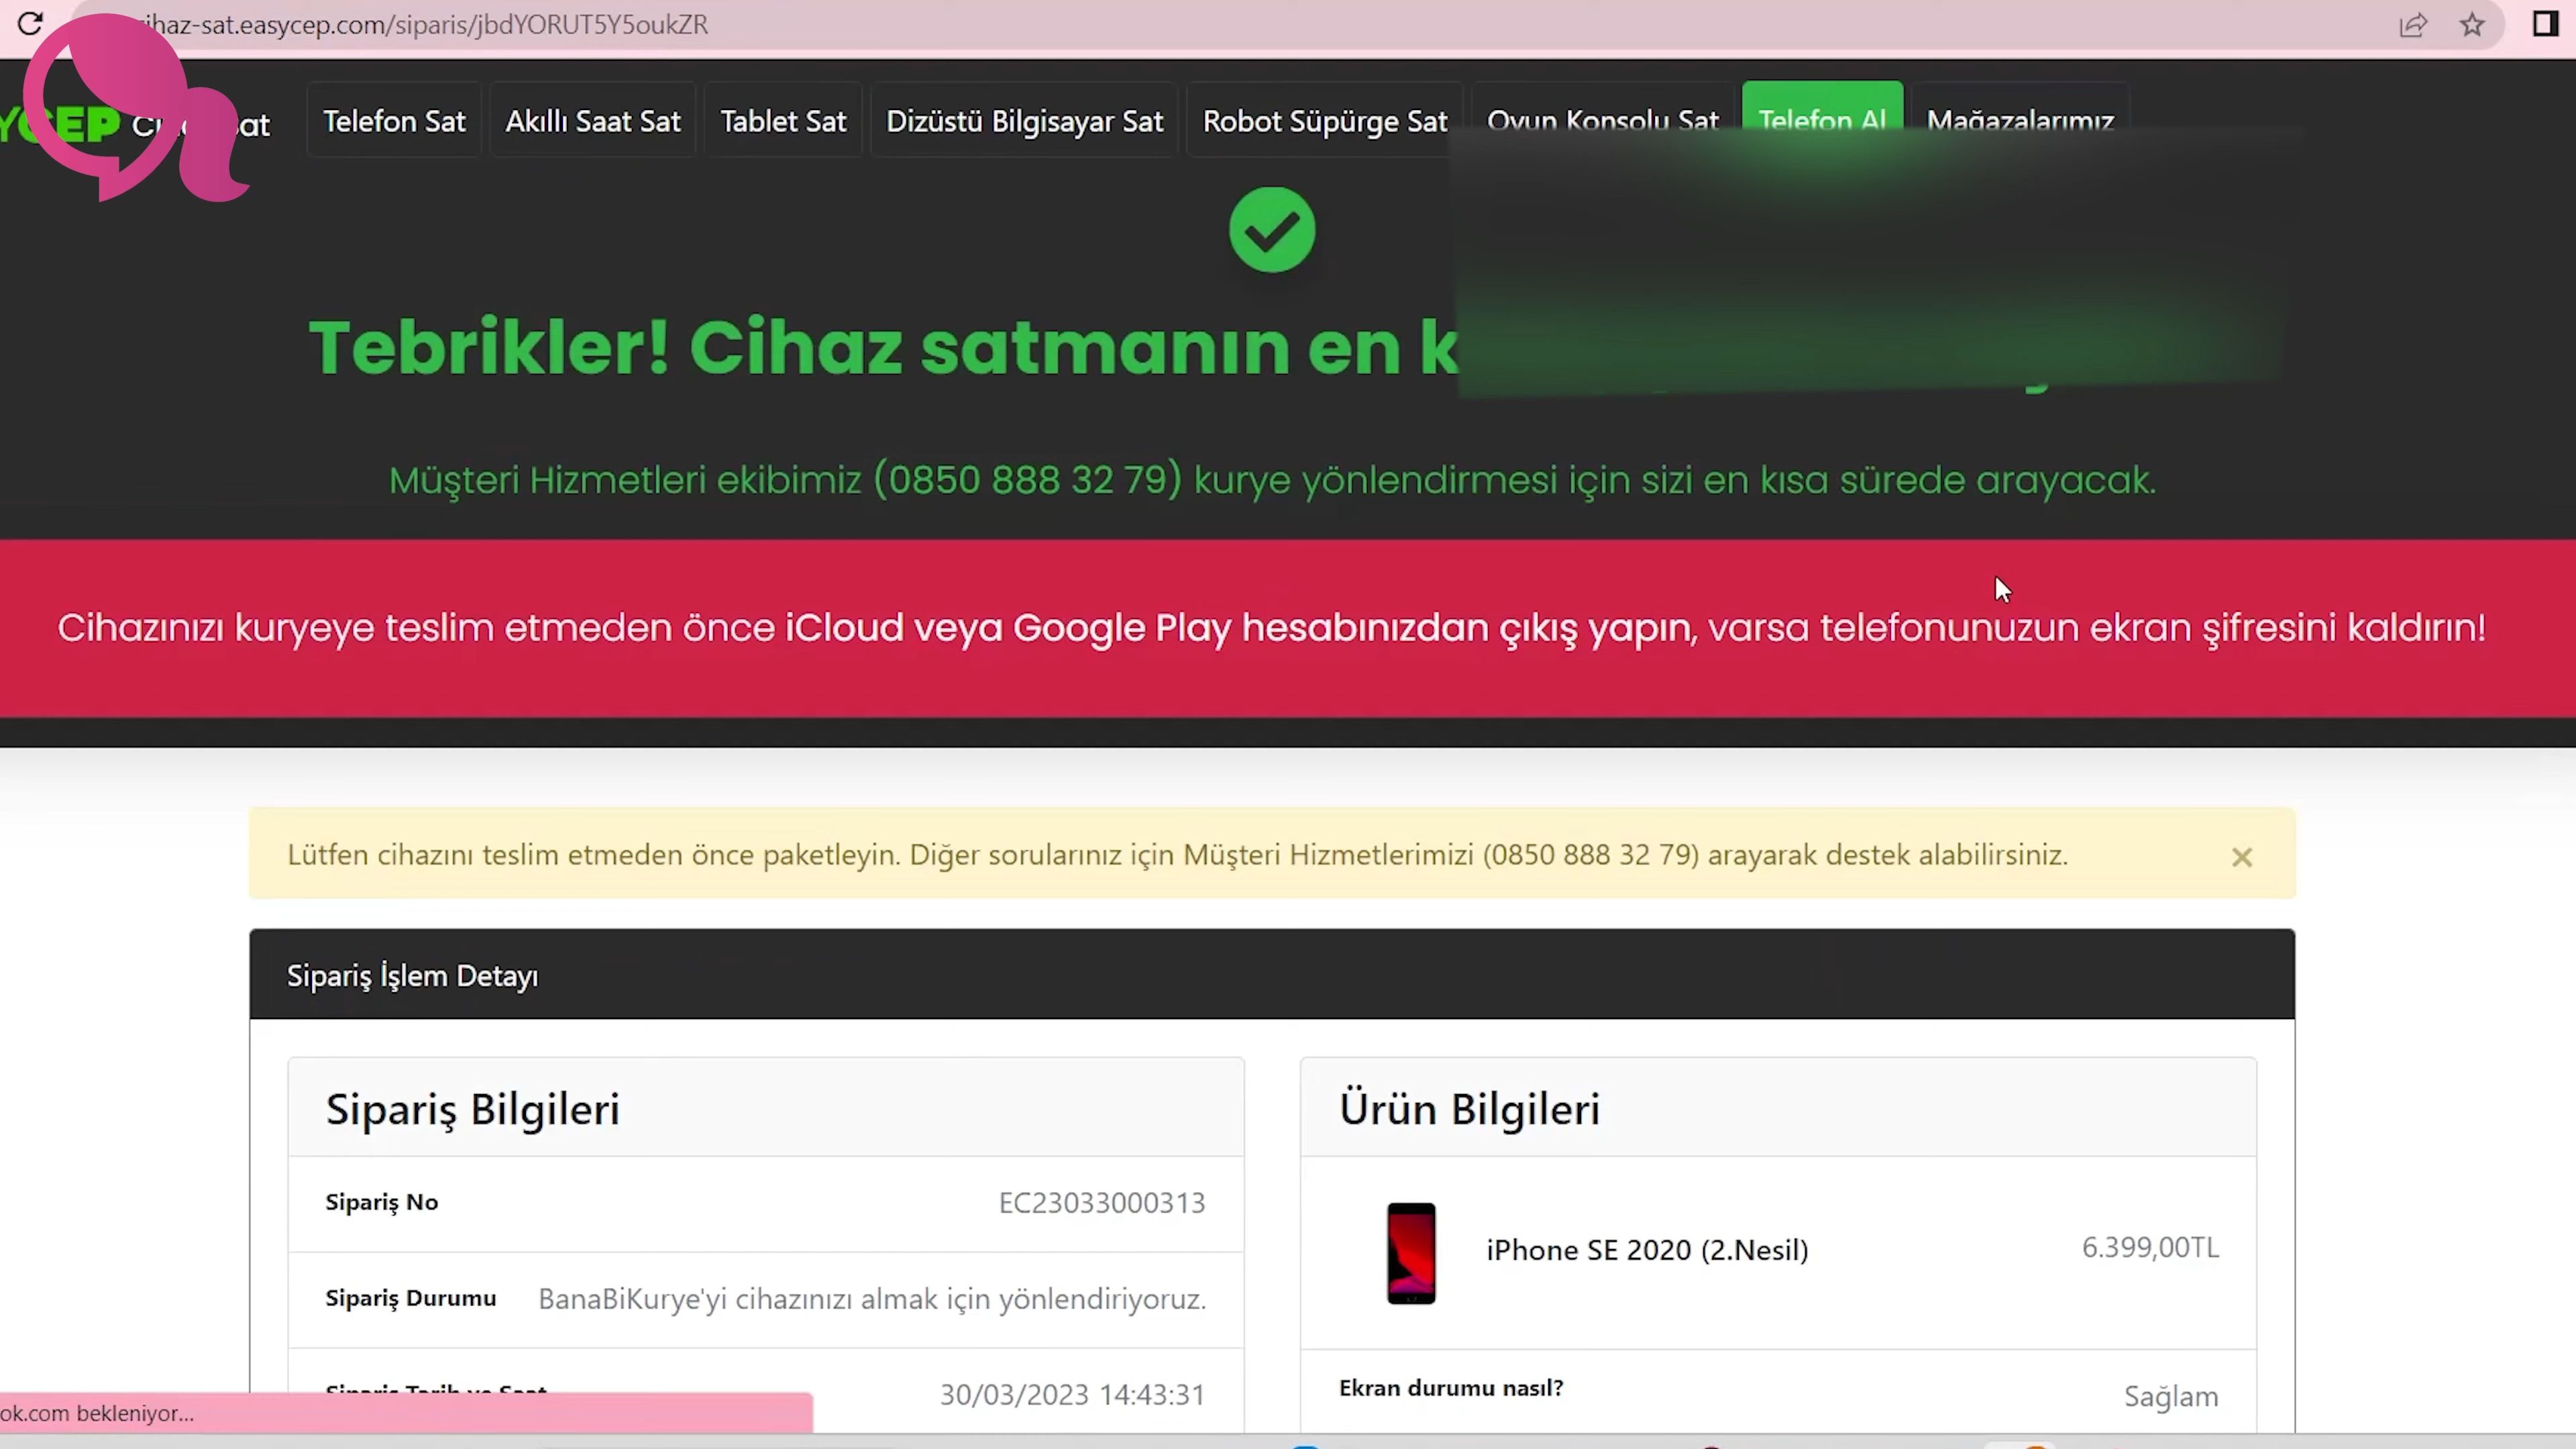 cihaz-sat.easycep.com/siparis/jbdYORUT5Y5oukZR
Telefon Sat
Akıllı Saat Sat
Tablet Sat
Dizüstü Bilgisayar Sat
Robot Süpürge Sat
Oyun Konsolu Sat
Telefon Al
Mağazalarımız
Tebrikler! Cihaz satmanın en
Müşteri Hizmetleri ekibimiz (0850 888 32 79) kurye yönlendirmesi için sizi en kısa sürede arayacak.
Cihazınızı kuryeye teslim etmeden önce iCloud veya Google Play hesabınızdan çıkış yapın, varsa telefonunuzun ekran şifresini kaldırın!
Lütfen cihazını teslim etmeden önce paketleyin. Diğer sorularınız için Müşteri Hizmetlerimizi (0850 888 32 79) arayarak destek alabilirsiniz.
Sipariş İşlem Detayı
Sipariş Bilgileri
Sipariş No EC23033000313
Sipariş Durumu BanaBiKurye'yi cihazınızı almak için yönlendiriyoruz.
Sipariş Tarih ve Saat 30/03/2023 14:43:31
Ürün Bilgileri
iPhone SE 2020 (2.Nesil) 6.399,00TL
Ekran durumu nasıl? Sağlam
ok.com bekleniyor...